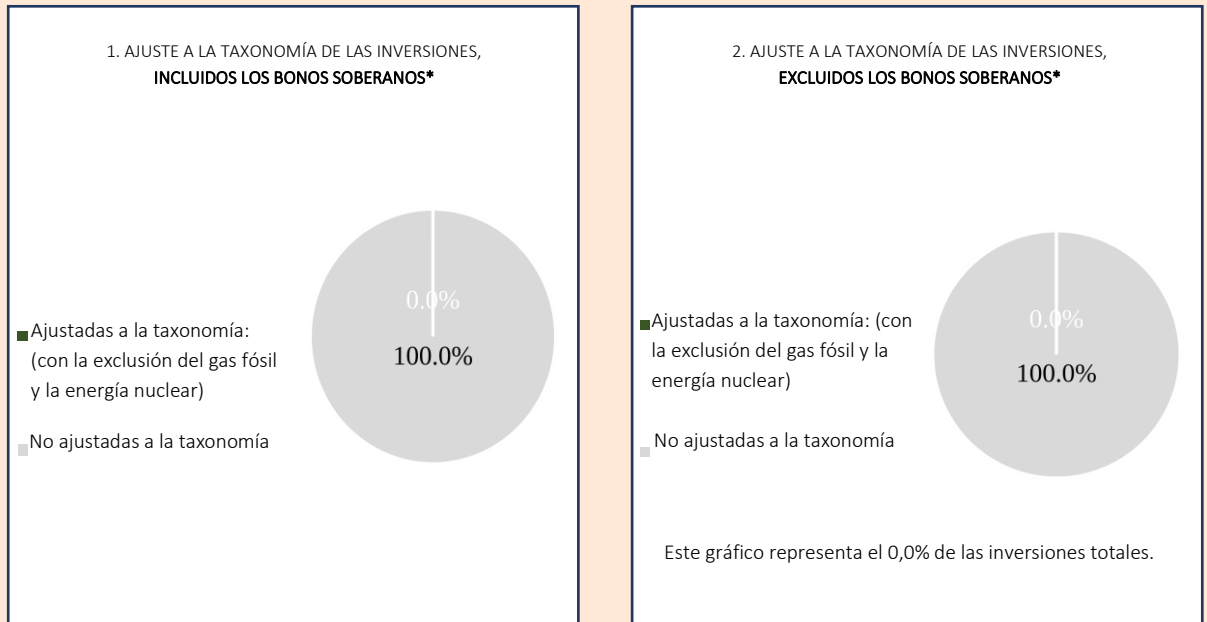 1. AJUSTE A LA TAXONOMÍA DE LAS INVERSIONES,
INCLUIDOS LOS BONOS SOBERANOS*
0.0%
100.0%
Ajustadas a la taxonomía:
(con la exclusión del gas fósil
y la energía nuclear)
No ajustadas a la taxonomía
2. AJUSTE A LA TAXONOMÍA DE LAS INVERSIONES,
EXCLUIDOS LOS BONOS SOBERANOS*
0.0%
100.0%
Ajustadas a la taxonomía: (con
la exclusión del gas fósil y la
energía nuclear)
No ajustadas a la taxonomía
Este gráfico representa el 0,0% de las inversiones totales.